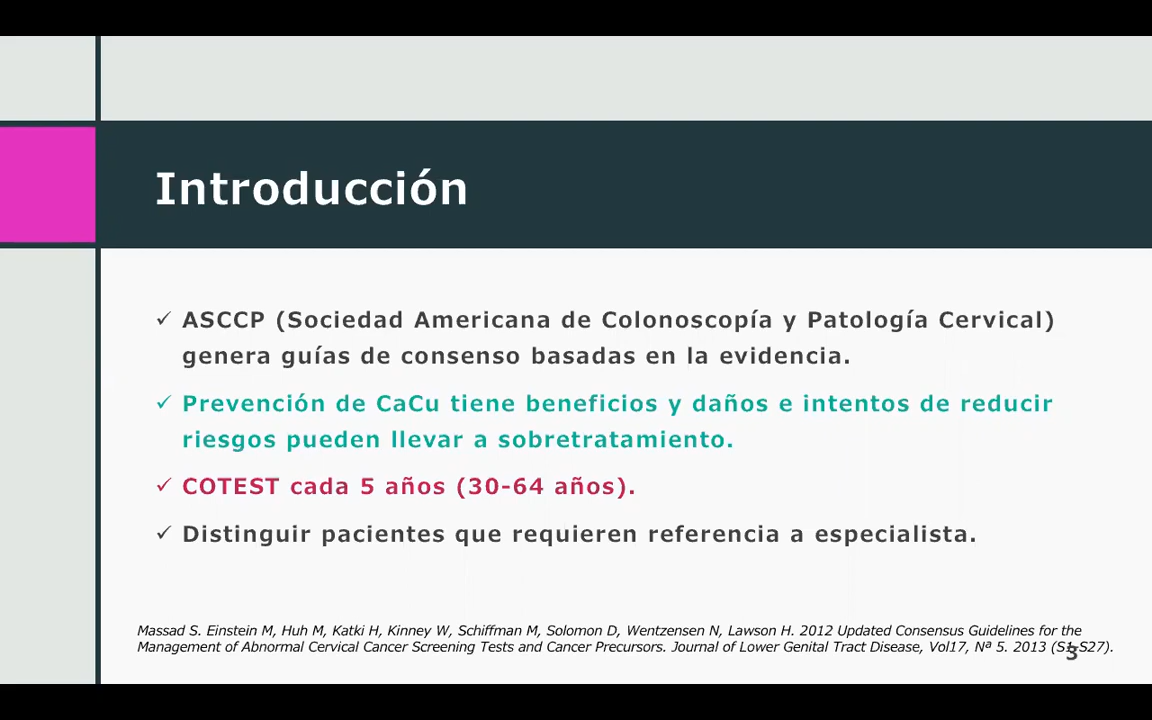 Introducción
✓ ASCCP (Sociedad Americana de Colonoscopía y Patología Cervical)
genera guías de consenso basadas en la evidencia.
✓ Prevención de CaCu tiene beneficios y daños e intentos de reducir
riesgos pueden llevar a sobretratamiento.
✓ COTEST cada 5 años (30-64 años).
✓ Distinguir pacientes que requieren referencia a especialista.
Massad S. Einstein M, Huh M, Katki H, Kinney W, Schiffman M, Solomon D, Wentzensen N, Lawson H. 2012 Updated Consensus Guidelines for the
Management of Abnormal Cervical Cancer Screening Tests and Cancer Precursors. Journal of Lower Genital Tract Disease, Vol17, Nª 5. 2013 (S1-S27).
3